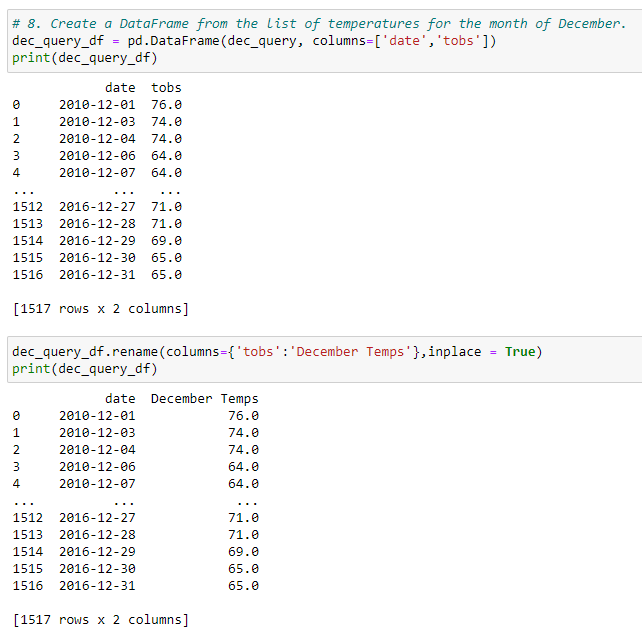 # 8. Create a DataFrame from the List of temperatures for the month of December.
dec_query_df = pd.DataFrame(dec_query, columns=['date','tobs'])
print(dec_query_df)
            date  tobs
0     2010-12-01  76.0
1     2010-12-03  74.0
2     2010-12-04  74.0
3     2010-12-06  64.0
4     2010-12-07  64.0
...          ...   ...
1512  2016-12-27  71.0
1513  2016-12-28  71.0
1514  2016-12-29  69.0
1515  2016-12-30  65.0
1516  2016-12-31  65.0
[1517 rows x 2 columns]
dec_query_df.rename(columns={'tobs':'December Temps'},inplace = True)
print(dec_query_df)
            date  December Temps
0     2010-12-01            76.0
1     2010-12-03            74.0
2     2010-12-04            74.0
3     2010-12-06            64.0
4     2010-12-07            64.0
...          ...             ...
1512  2016-12-27            71.0
1513  2016-12-28            71.0
1514  2016-12-29            69.0
1515  2016-12-30            65.0
1516  2016-12-31            65.0
[1517 rows x 2 columns]